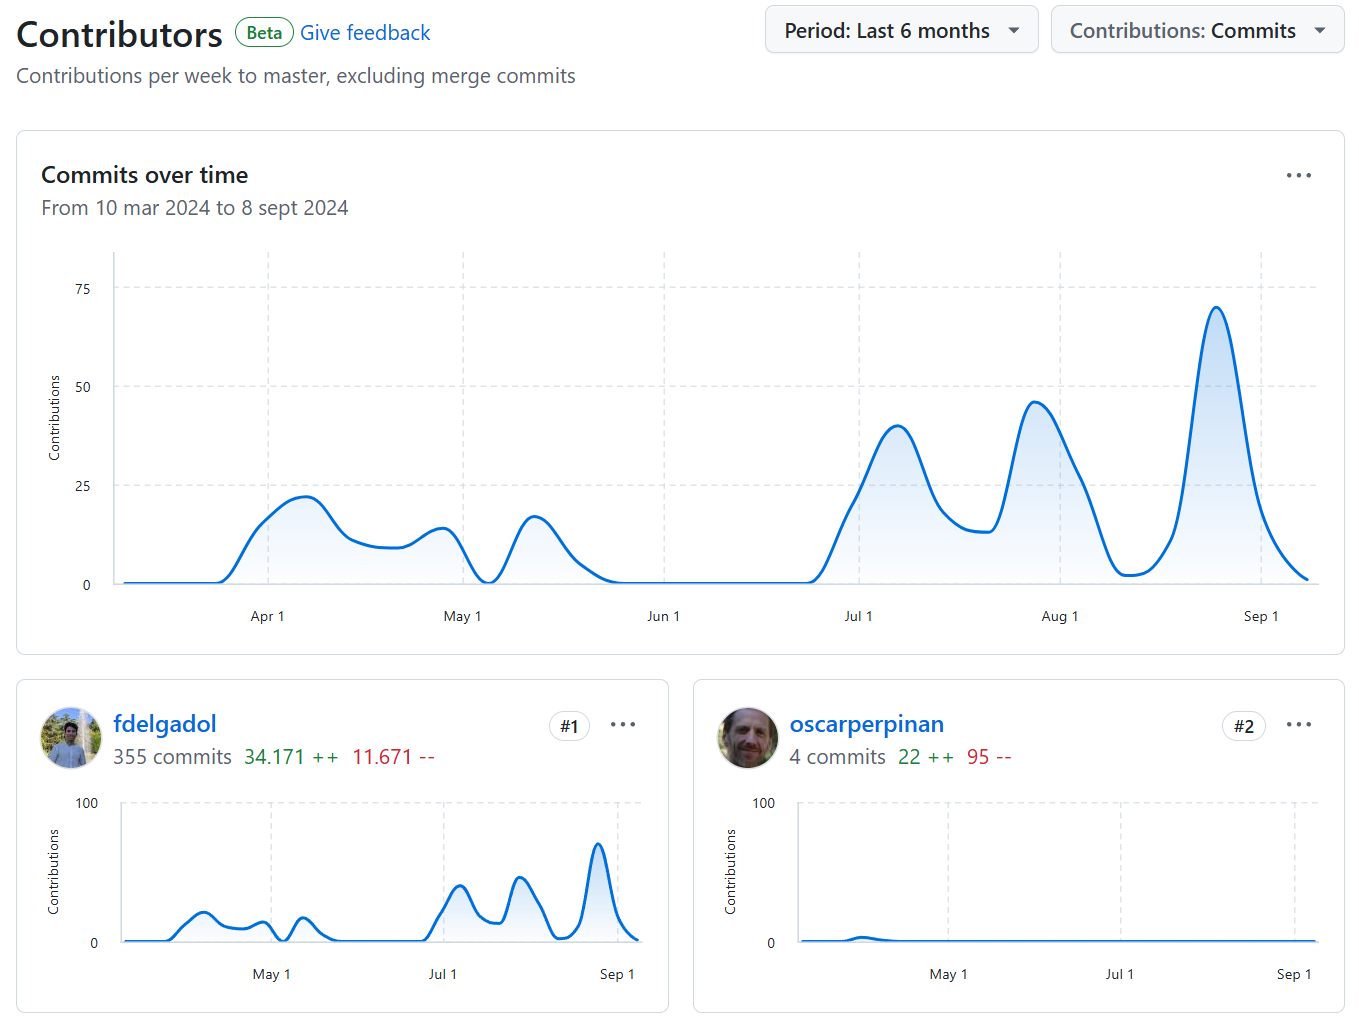 Contributors Beta Give feedback
Period: Last 6 months
Contributions: Commits
Contributions per week to master, excluding merge commits
Commits over time
From 10 mar 2024 to 8 sept 2024
Contributions
75
50
25
0
Apr 1 May 1 Jun 1 Jul 1 Aug 1 Sep 1
fdelgadol
#1
355 commits 34.171 ++ 11.671 --
Contributions
100
0
May 1 Jul 1 Sep 1
oscarperpinan
#2
4 commits 22 ++ 95 --
Contributions
100
0
May 1 Jul 1 Sep 1